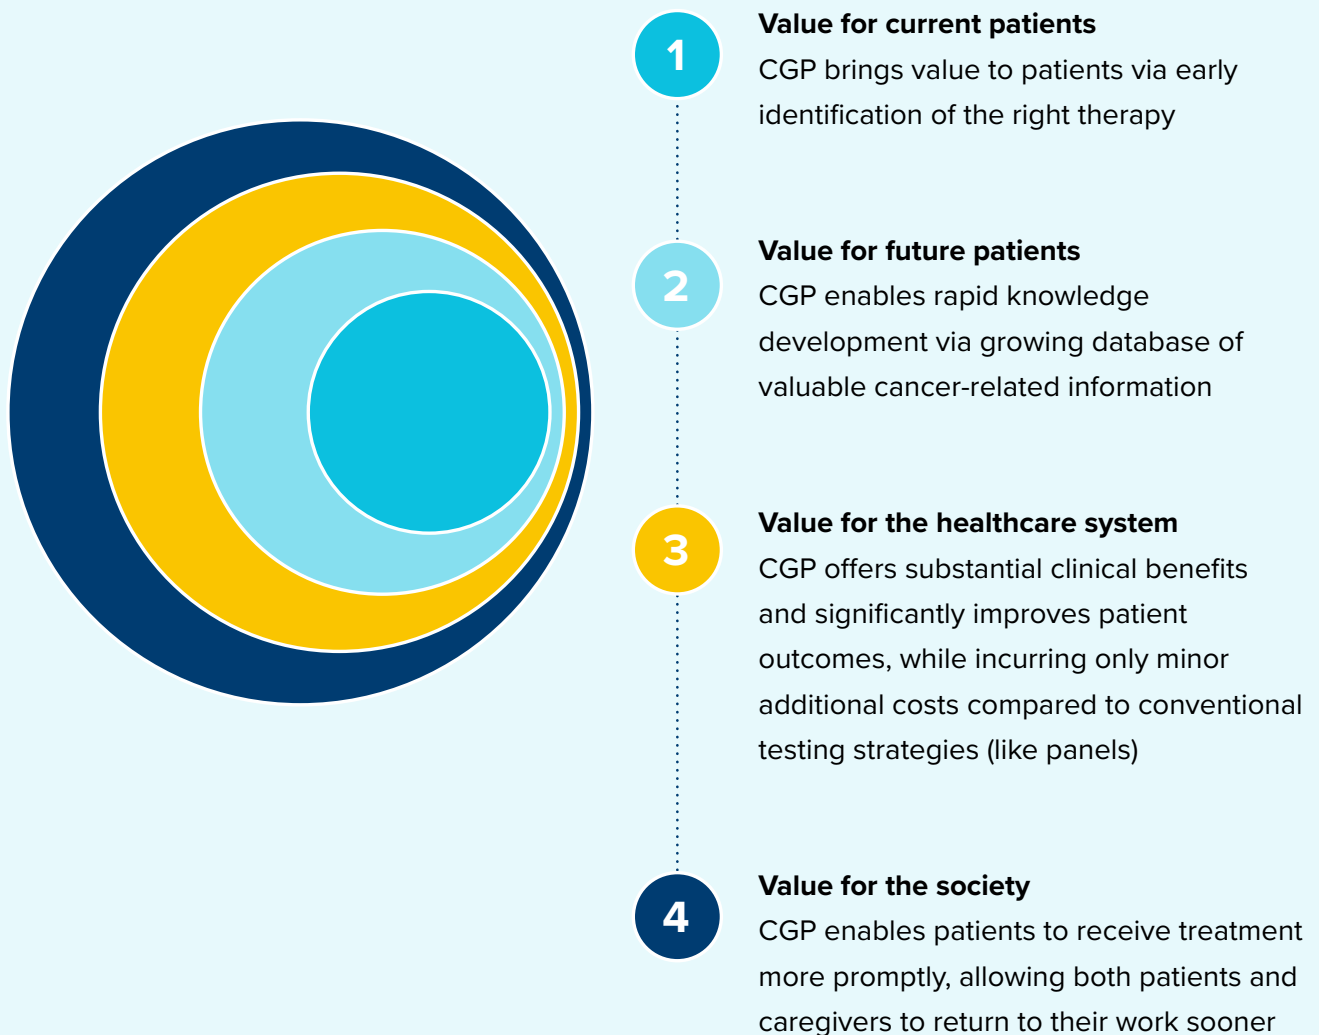 1
Value for current patients
CGP brings value to patients via early
identification of the right therapy
2
Value for future patients
CGP enables rapid knowledge
development via growing database of
valuable cancer-related information
3
Value for the healthcare system
CGP offers substantial clinical benefits
and significantly improves patient
outcomes, while incurring only minor
additional costs compared to conventional
testing strategies (like panels)
4
Value for the society
CGP enables patients to receive treatment
more promptly, allowing both patients and
caregivers to return to their work sooner